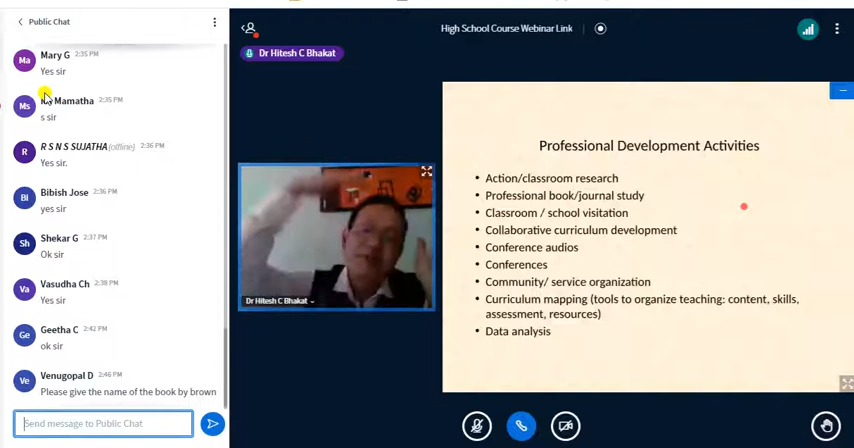 Public Chat
Ma
Mary G 2:35 PM
Yes sir
Ms
Mamatha 2:35 PM
s sir
R
R S N S SUJATHA (offline) 2:36 PM
Yes sir.
Bi
Bibish Jose 2:36 PM
yes sir
Sh
Shekar G 2:37 PM
Ok sir
Va
Vasudha Ch 2:39 PM
Yes sir
Ge
Geetha C 2:42 PM
ok sir
Ve
Venugopal D 2:46 PM
Please give the name of the book by brown
Send message to Public Chat
High School Course Webinar Link
Dr Hitesh C Bhakat
Dr Hitesh C Bhakat
Professional Development Activities
• Action/classroom research
• Professional book/journal study
• Classroom / school visitation
• Collaborative curriculum development
• Conference audios
• Conferences
• Community/ service organization
• Curriculum mapping (tools to organize teaching: content, skills,
assessment, resources)
• Data analysis